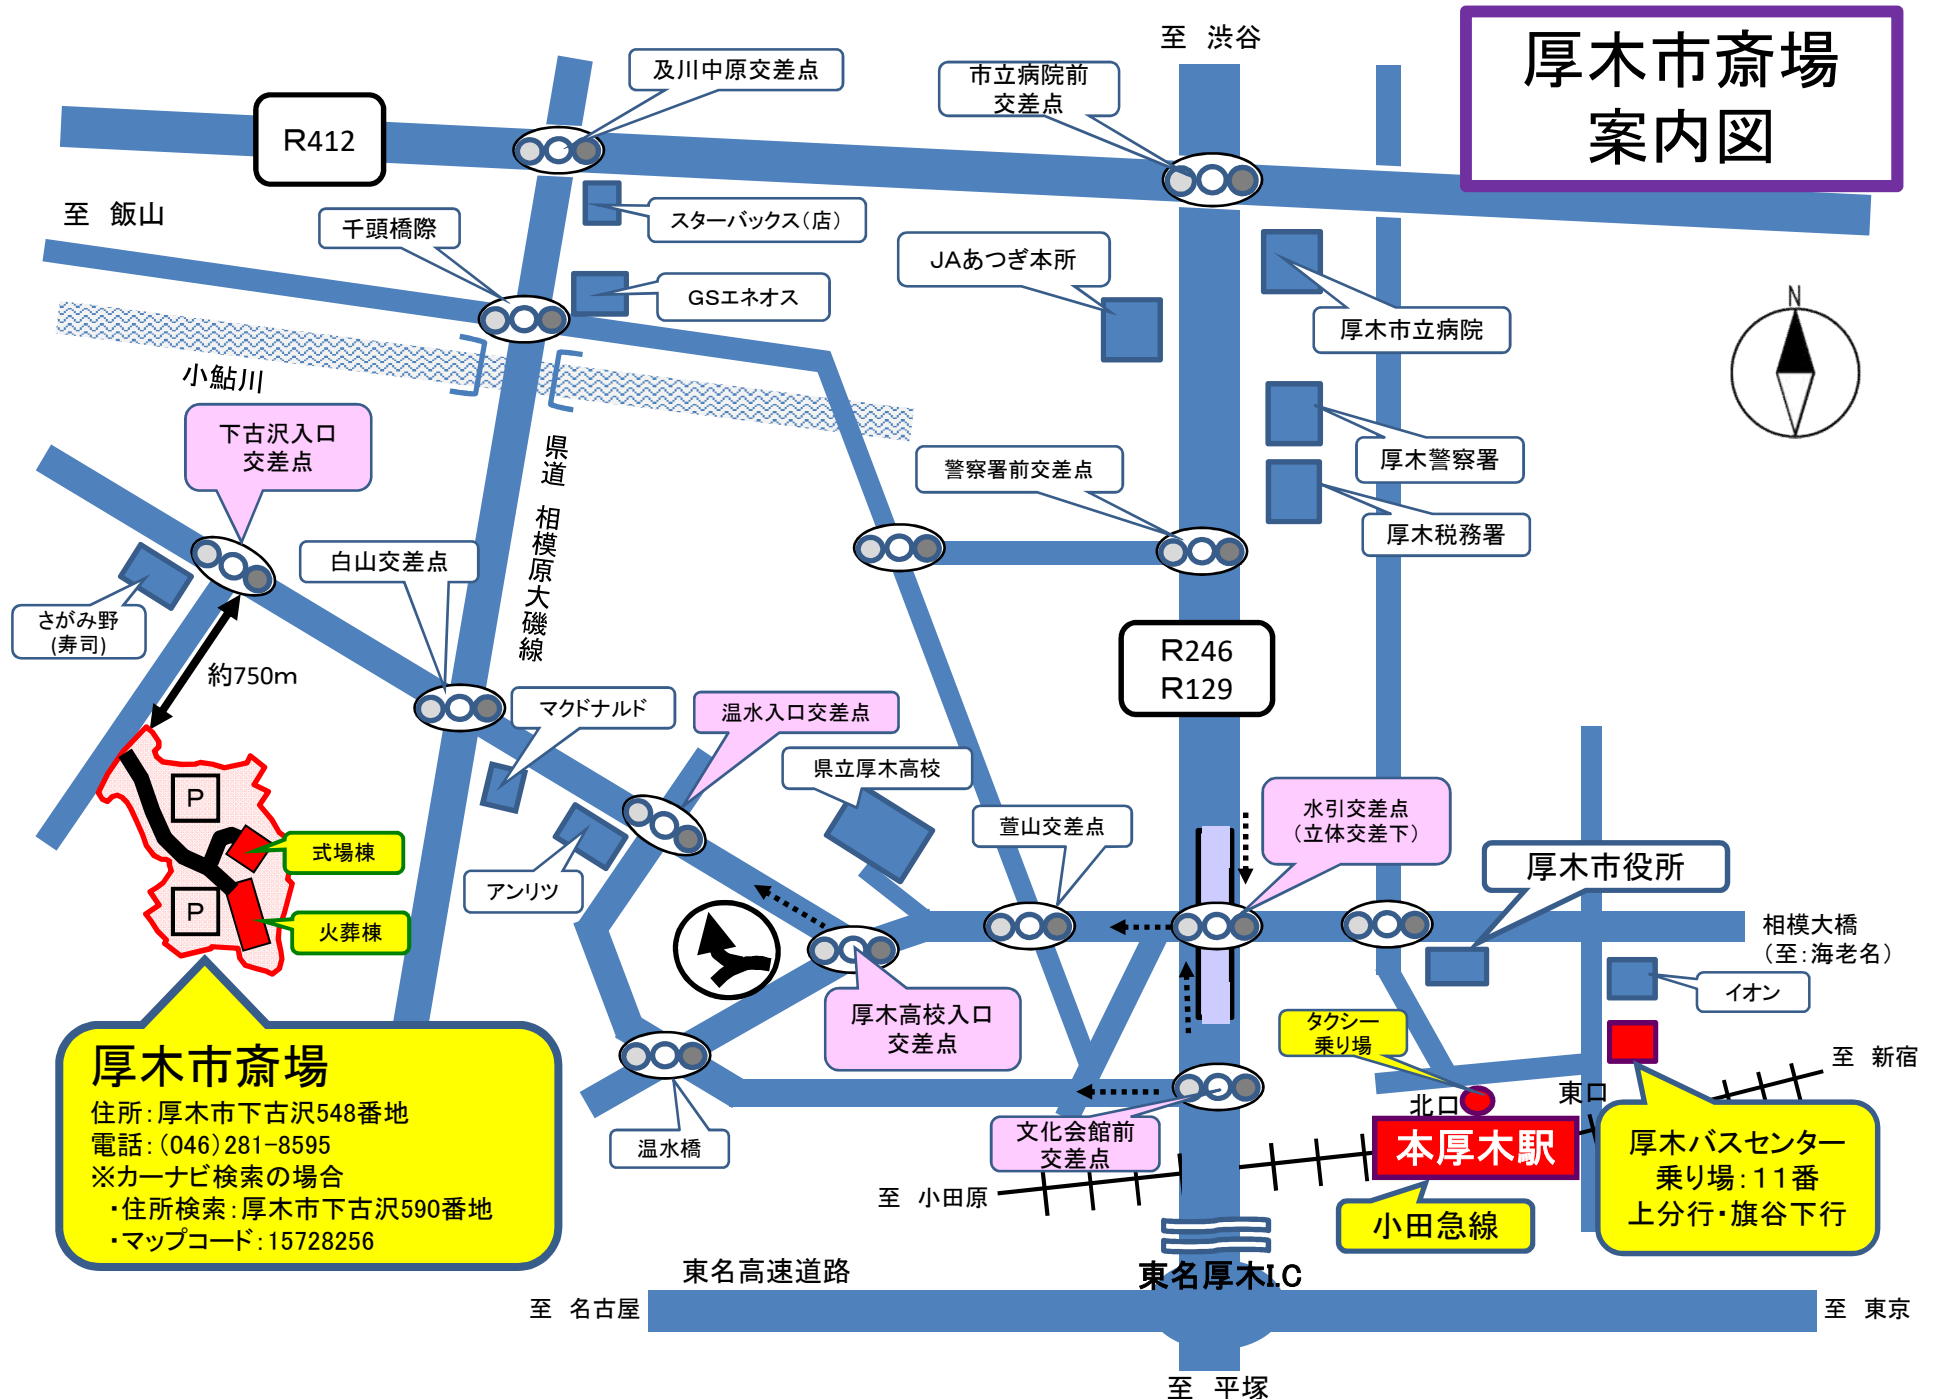 至 渋谷
厚木市斎場
案内図
及川中原交差点
市立病院前
交差点
R412
至 飯山
千頭橋際
スターバックス(店)
JAあつぎ本所
GSエネオス
厚木市立病院
N
小鮎川
下古沢入口
交差点
県道 相模原大磯線
警察署前交差点
厚木警察署
厚木税務署
白山交差点
さがみ野
(寿司)
約750m
R246
R129
マクドナルド
温水入口交差点
県立厚木高校
P
萱山交差点
水引交差点
(立体交差下)
式場棟
アンリツ
厚木市役所
P
火葬棟
相模大橋
(至:海老名)
イオン
厚木高校入口
交差点
タクシー
乗り場
至 新宿
東口
北口
厚木市斎場
住所:厚木市下古沢548番地
電話:(046)281-8595
※カーナビ検索の場合
・住所検索:厚木市下古沢590番地
・マップコード:15728256
温水橋
文化会館前
交差点
本厚木駅
厚木バスセンター
乗り場:11番
上分行・旗谷下行
至 小田原
小田急線
東名高速道路
東名厚木I.C
至 名古屋
至 東京
至 平塚